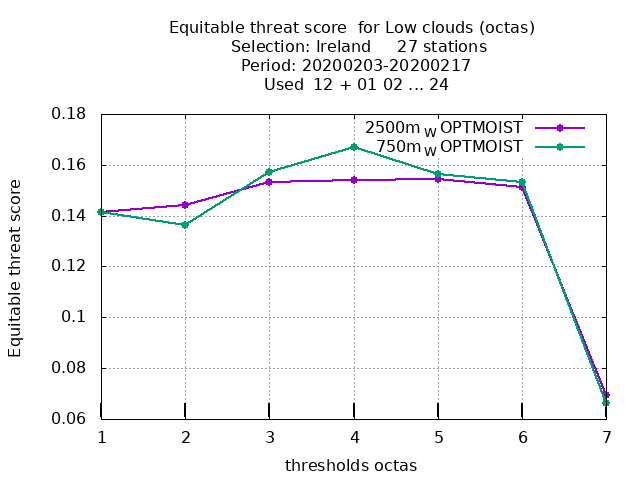 Equitable threat score  for Low clouds (octas)
Selection: Ireland     27 stations
Period: 20200203-20200217
Used  12 + 01 02 ... 24
0.18
0.16
0.14
0.12
0.1
0.08
0.06
Equitable threat score
2500m W OPTMOIST
750m W OPTMOIST
1 2 3 4 5 6 7
thresholds octas